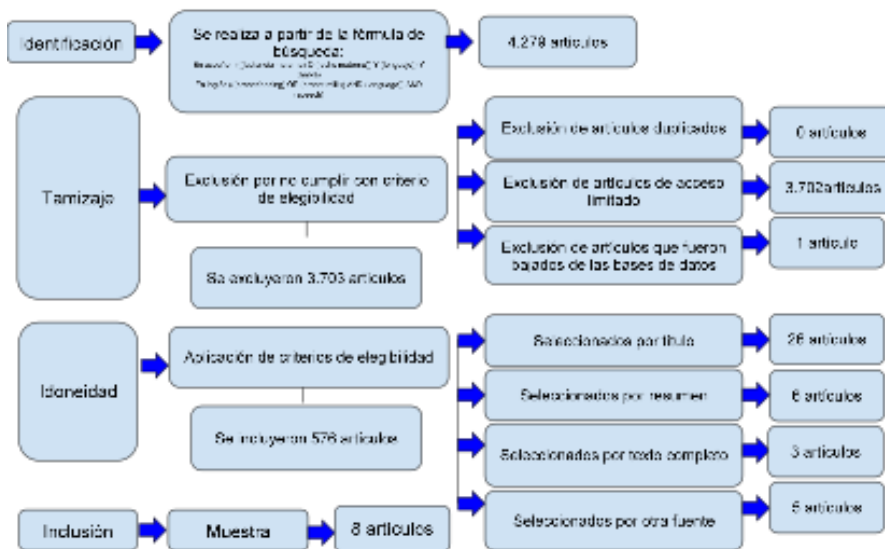 Identificación
Se realiza a partir de la fórmula de
búsqueda:
4.279 artículos
Tamizaje
Exclusión por no cumplir con criterio
de elegibilidad
Se excluyeron 3.703 artículos
Exclusión de artículos duplicados
0 artículos
Exclusión de artículos de acceso
limitado
3.702artículos
Exclusión de artículos que fueron
bajados de las bases de datos
1 artículo
Idoneidad
Aplicación de criterios de elegibilidad
Se incluyeron 576 artículos
Seleccionados por título
26 artículos
Seleccionados por resumen
6 artículos
Seleccionados por texto completo
3 artículos
Seleccionados por otra fuente
5 artículos
Inclusión
Muestra
8 artículos